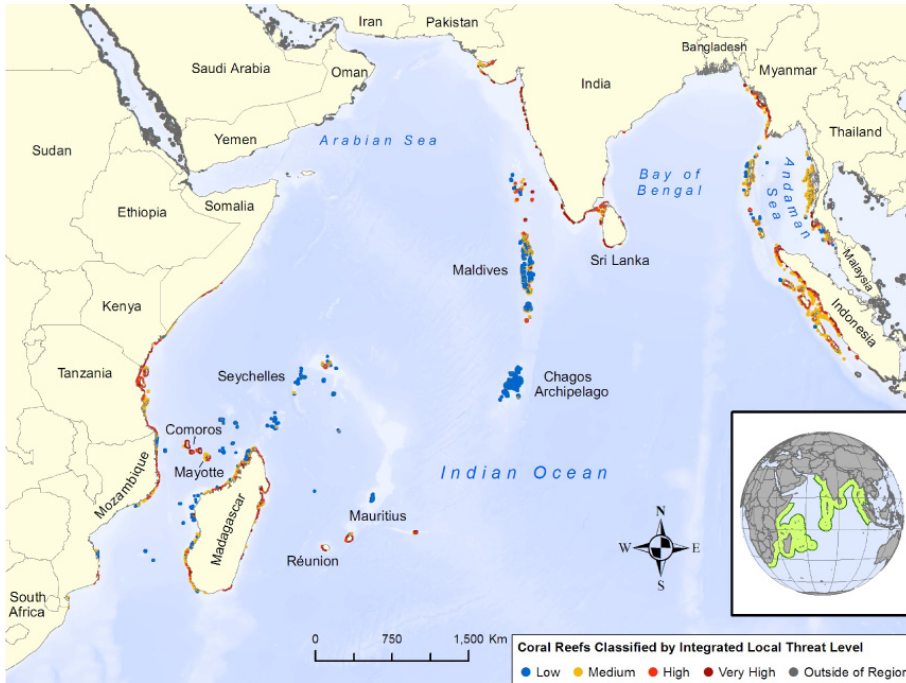 Iran
Pakistan
Saudi Arabia
Oman
Bangladesh
Myanmar
India
Yemen
Arabian Sea
Thailand
Sudan
Bay of
Bengal
Andaman
Sea
Ethiopia
Somalia
Sri Lanka
Malaysia
Maldives
Indonesia
Kenya
Tanzania
Seychelles
Chagos
Archipelago
Comoros
Mayotte
Mozambique
Madagascar
Indian Ocean
Mauritius
Réunion
South
Africa
N
W
E
S
0 750 1,500 Km
Coral Reefs Classified by Integrated Local Threat Level
Low Medium High Very High Outside of Region